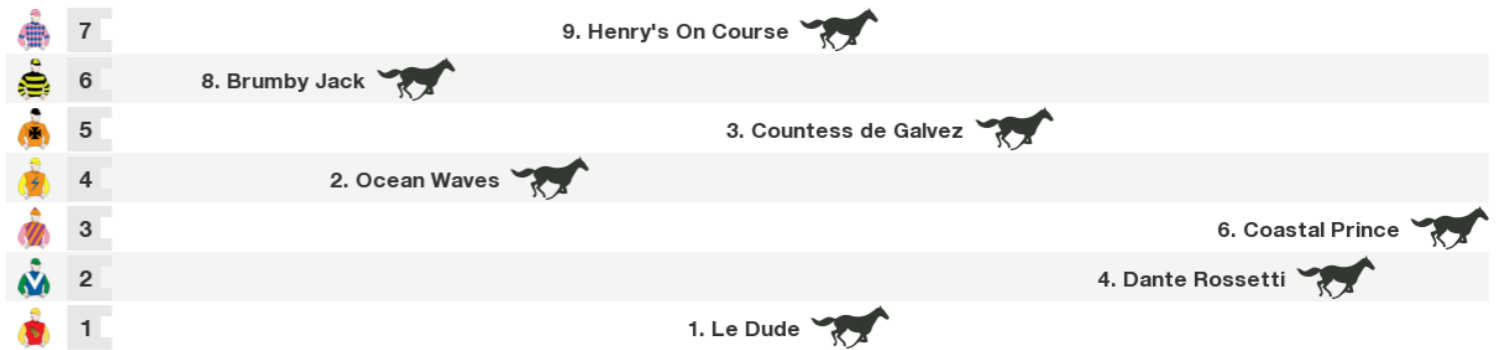 7 9. Henry's On Course
6 8. Brumby Jack
5 3. Countess de Galvez
4 2. Ocean Waves
3 6. Coastal Prince
2 4. Dante Rossetti
1 1. Le Dude